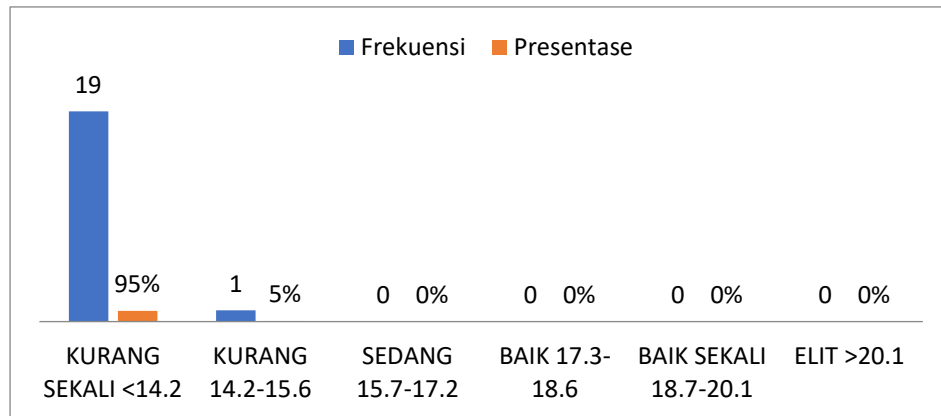 Frekuensi Presentase
19
95%
1
5%
0 0%
0 0%
0 0%
0 0%
KURANG SEKALI <14.2
KURANG 14.2-15.6
SEDANG 15.7-17.2
BAIK 17.3-18.6
BAIK SEKALI 18.7-20.1
ELIT >20.1